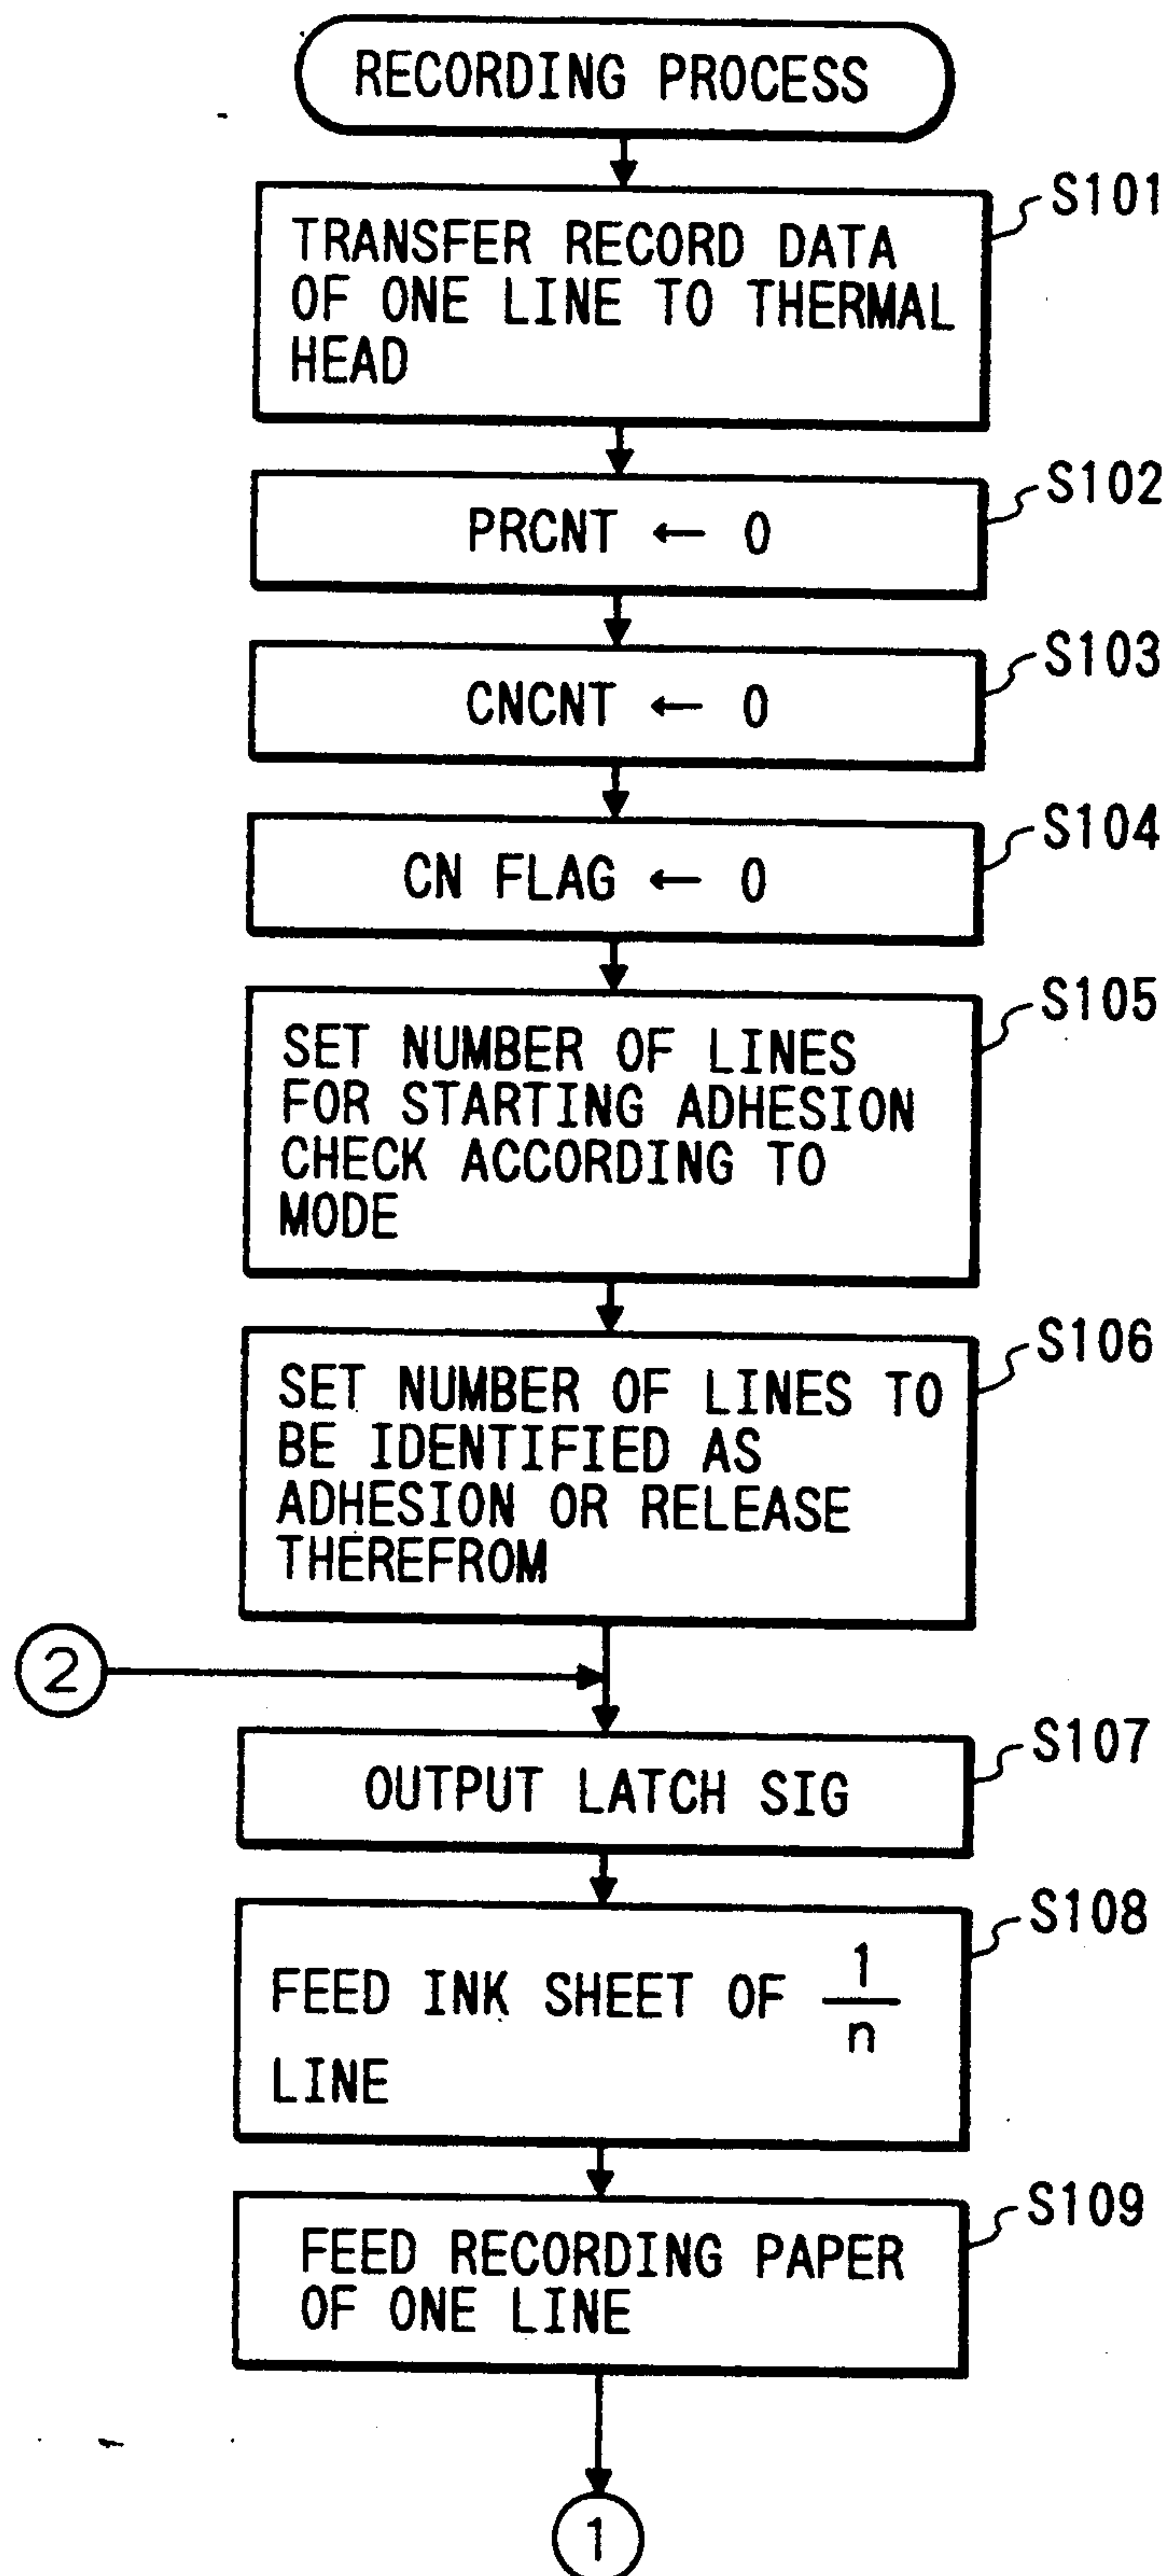 RECORDING PROCESS
S101
TRANSFER RECORD DATA
OF ONE LINE TO THERMAL
HEAD
S102
PRCNT ← 0
S103
CNCNT ← 0
S104
CN FLAG ← 0
S105
SET NUMBER OF LINES
FOR STARTING ADHESION
CHECK ACCORDING TO
MODE
S106
SET NUMBER OF LINES TO
BE IDENTIFIED AS
ADHESION OR RELEASE
THEREFROM
2
S107
OUTPUT LATCH SIG
S108
FEED INK SHEET OF 1/n
LINE
S109
FEED RECORDING PAPER
OF ONE LINE
1